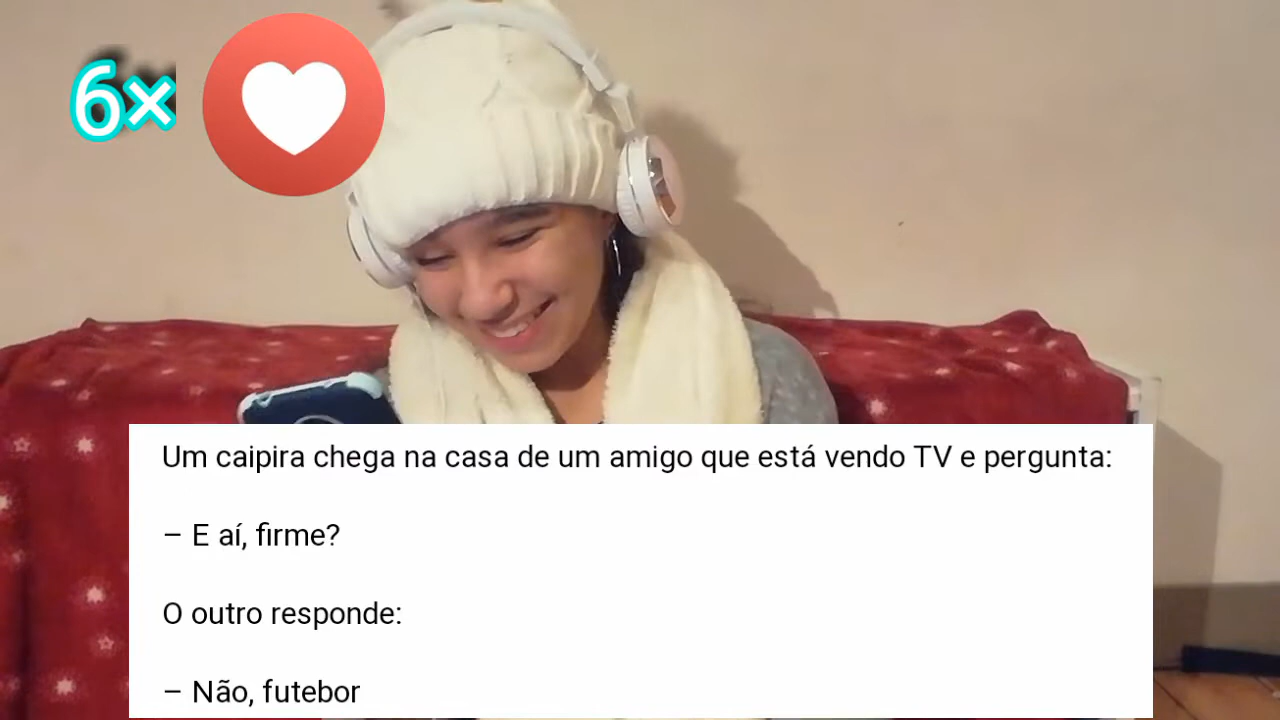 6×
Um caipira chega na casa de um amigo que está vendo TV e pergunta:
– E aí, firme?
O outro responde:
– Não, futebor